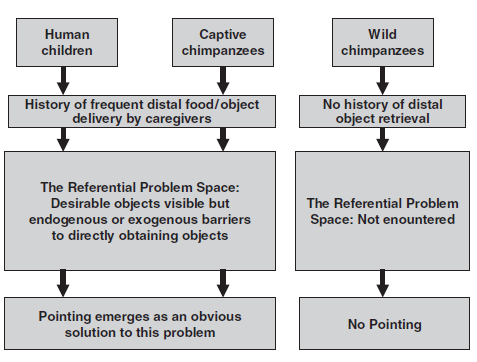 Human
children
Captive
chimpanzees
Wild
chimpanzees
History of frequent distal food/object
delivery by caregivers
No history of distal
object retrieval
The Referential Problem Space:
Desirable objects visible but
endogenous or exogenous barriers
to directly obtaining objects
The Referential Problem
Space: Not enountered
Pointing emerges as an obvious
solution to this problem
No Pointing